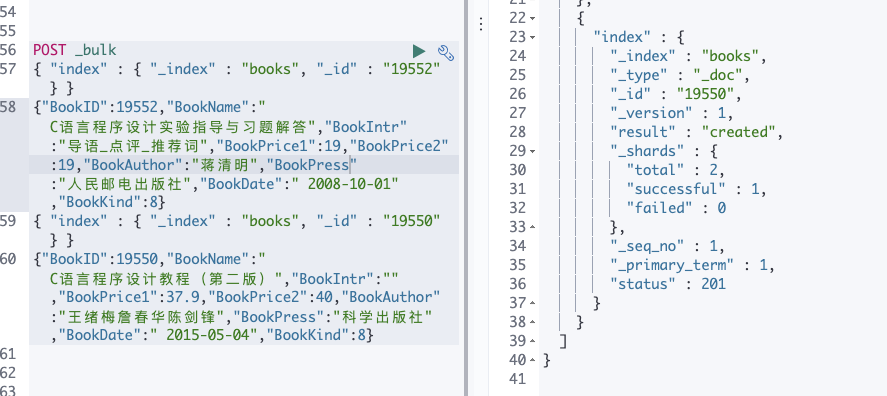 54
55
56 POST _bulk
57 { "index" : { "_index" : "books", "_id" : "19552"
} }
58 {"BookID":19552,"BookName":"
C语言程序设计实验指导与习题解答","BookIntr"
:"导语_点评_推荐词","BookPrice1":19,"BookPrice2"
:19,"BookAuthor":"蒋清明","BookPress"
:"人民邮电出版社","BookDate":" 2008-10-01"
,"BookKind":8}
59 { "index" : { "_index" : "books", "_id" : "19550"
} }
60 {"BookID":19550,"BookName":"
C语言程序设计教程（第二版）","BookIntr":""
,"BookPrice1":37.9,"BookPrice2":40,"BookAuthor"
:"王绪梅詹春华陈剑锋","BookPress":"科学出版社"
,"BookDate":" 2015-05-04","BookKind":8}
61
62
63
21 },
22 {
23 "index" : {
24 "_index" : "books",
25 "_type" : "_doc",
26 "_id" : "19550",
27 "_version" : 1,
28 "result" : "created",
29 "_shards" : {
30 "total" : 2,
31 "successful" : 1,
32 "failed" : 0
33 },
34 "_seq_no" : 1,
35 "_primary_term" : 1,
36 "status" : 201
37 }
38 }
39 ]
40 }
41